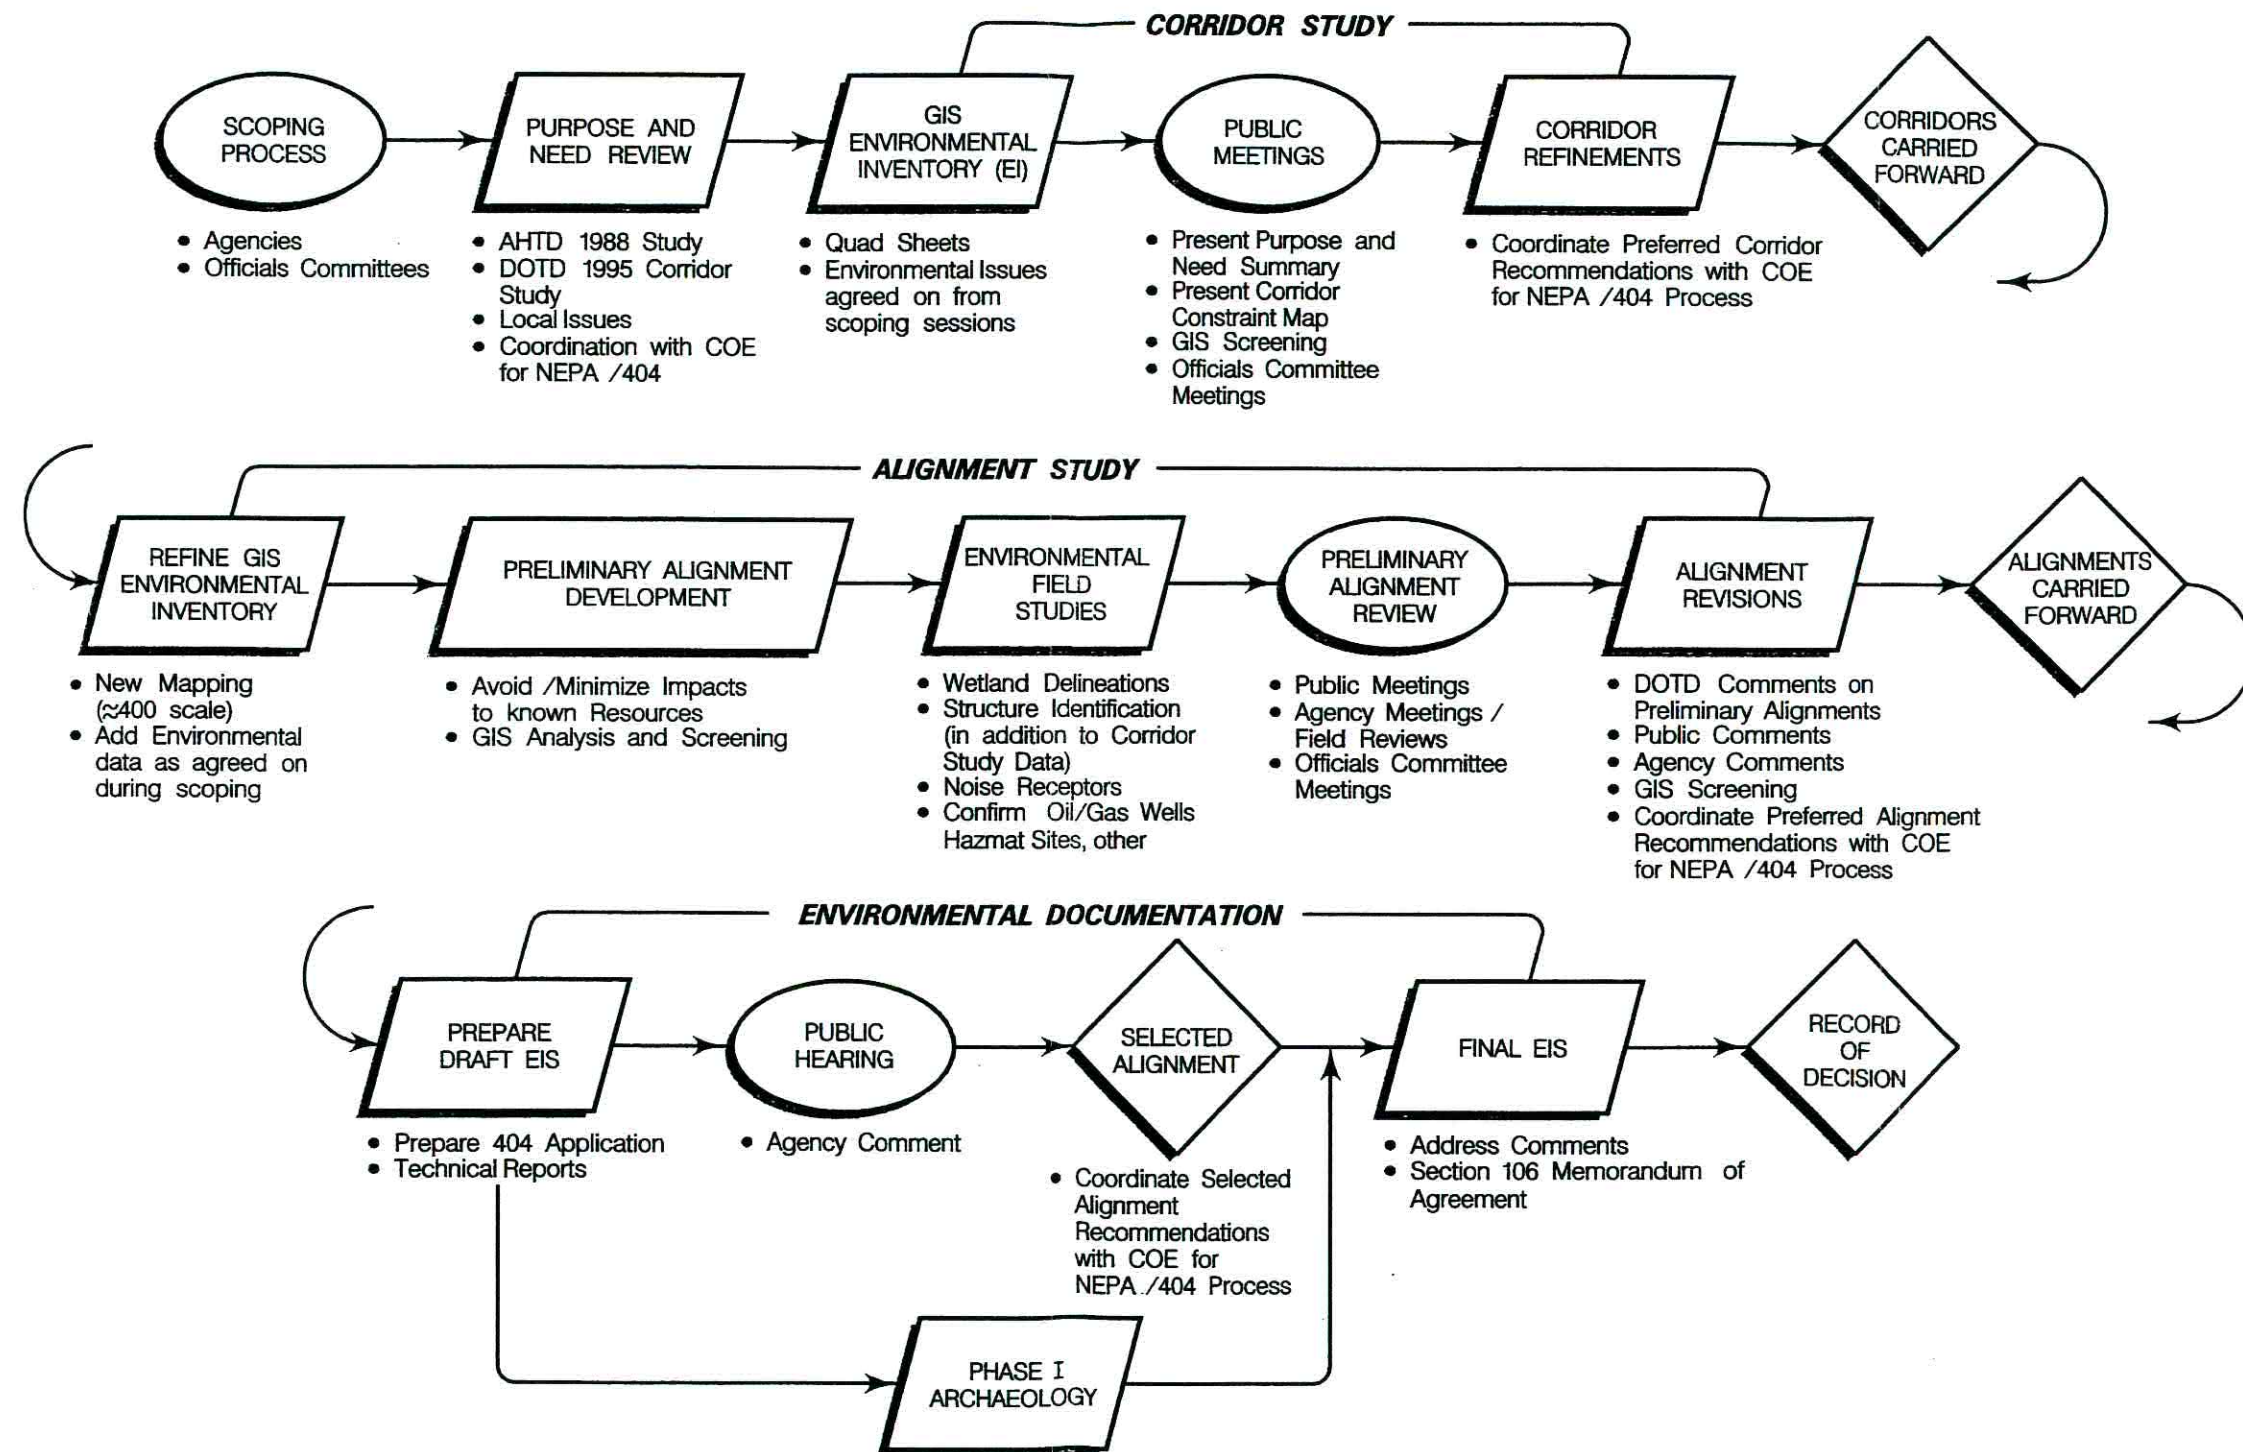 CORRIDOR STUDY
SCOPING
PROCESS
• Agencies
• Officials Committees
PURPOSE AND
NEED REVIEW
• AHTD 1988 Study
• DOTD 1995 Corridor
Study
• Local Issues
• Coordination with COE
for NEPA /404
GIS
ENVIRONMENTAL
INVENTORY (EI)
• Quad Sheets
• Environmental Issues
agreed on from
scoping sessions
PUBLIC
MEETINGS
• Present Purpose and
Need Summary
• Present Corridor
Constraint Map
• GIS Screening
• Officials Committee
Meetings
CORRIDOR
REFINEMENTS
• Coordinate Preferred Corridor
Recommendations with COE
for NEPA /404 Process
CORRIDORS
CARRIED
FORWARD
ALIGNMENT STUDY
REFINE GIS
ENVIRONMENTAL
INVENTORY
• New Mapping
(≈400 scale)
• Add Environmental
data as agreed on
during scoping
PRELIMINARY ALIGNMENT
DEVELOPMENT
• Avoid /Minimize Impacts
to known Resources
• GIS Analysis and Screening
ENVIRONMENTAL
FIELD
STUDIES
• Wetland Delineations
• Structure Identification
(in addition to Corridor
Study Data)
• Noise Receptors
• Confirm Oil/Gas Wells
Hazmat Sites, other
PRELIMINARY
ALIGNMENT
REVIEW
• Public Meetings
• Agency Meetings /
Field Reviews
• Officials Committee
Meetings
ALIGNMENT
REVISIONS
• DOTD Comments on
Preliminary Alignments
• Public Comments
• Agency Comments
• GIS Screening
• Coordinate Preferred Alignment
Recommendations with COE
for NEPA /404 Process
ALIGNMENTS
CARRIED
FORWARD
ENVIRONMENTAL DOCUMENTATION
PREPARE
DRAFT EIS
• Prepare 404 Application
• Technical Reports
PUBLIC
HEARING
• Agency Comment
SELECTED
ALIGNMENT
• Coordinate Selected
Alignment
Recommendations
with COE for
NEPA /404 Process
FINAL EIS
• Address Comments
• Section 106 Memorandum of
Agreement
RECORD
OF
DECISION
PHASE I
ARCHAEOLOGY